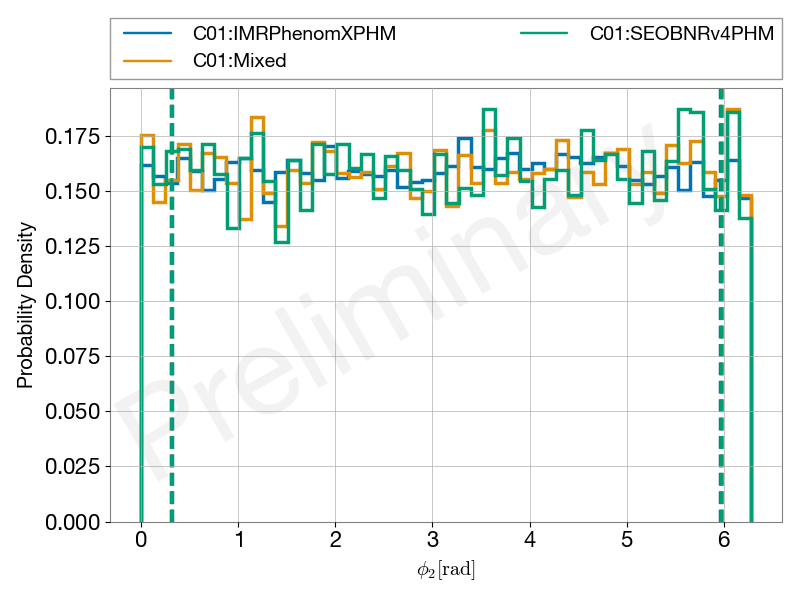 C01:IMRPhenomXPHM
C01:Mixed
C01:SEOBNRv4PHM
Probability Density
0.175
0.150
0.125
0.100
0.075
0.050
0.025
0.000
Preliminary
0 1 2 3 4 5 6
ϕ₂[rad]